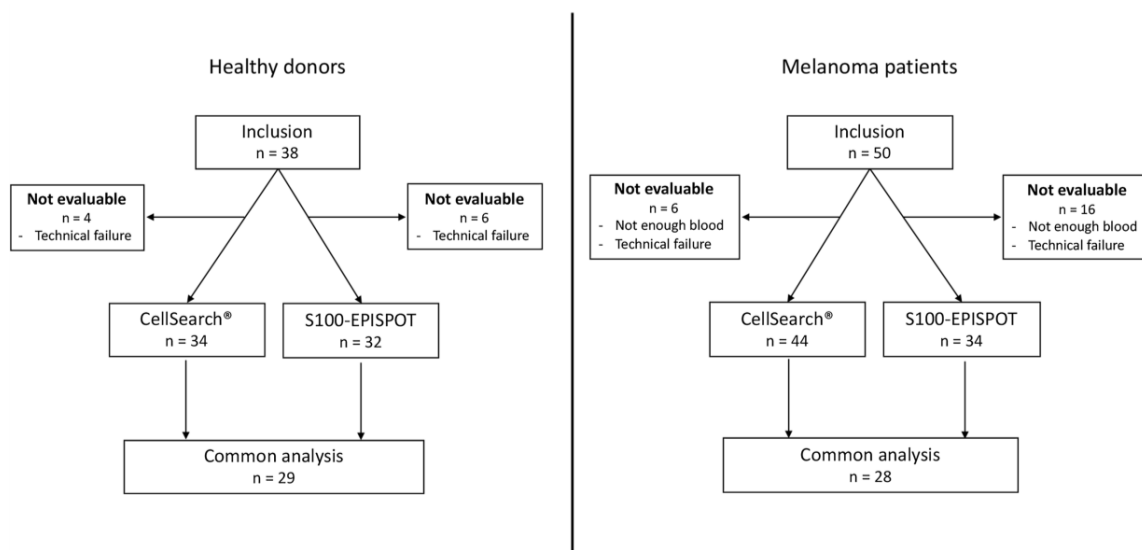 Healthy donors
Inclusion
n = 38
Not evaluable
n = 4
- Technical failure
Not evaluable
n = 6
- Technical failure
CellSearch®
n = 34
S100-EPISPOT
n = 32
Common analysis
n = 29
Melanoma patients
Inclusion
n = 50
Not evaluable
n = 6
- Not enough blood
- Technical failure
Not evaluable
n = 16
- Not enough blood
- Technical failure
CellSearch®
n = 44
S100-EPISPOT
n = 34
Common analysis
n = 28